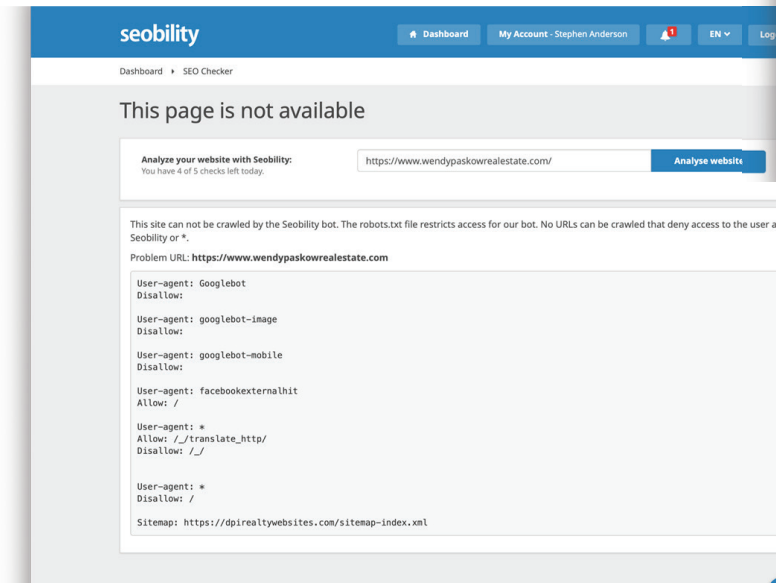 seobility
Dashboard
My Account - Stephen Anderson
1
EN
Dashboard
SEO Checker
This page is not available
Analyze your website with Seobility:
You have 4 of 5 checks left today.
https://www.wendypaskowrealestate.com/
Analyse website
This site can not be crawled by the Seobility bot. The robots.txt file restricts access for our bot. No URLs can be crawled that deny access to the user
Seobility or *.
Problem URL: https://www.wendypaskowrealestate.com
User-agent: Googlebot
Disallow:
User-agent: googlebot-image
Disallow:
User-agent: googlebot-mobile
Disallow:
User-agent: facebookexternalhit
Allow: /
User-agent: *
Allow: /_/translate_http/
Disallow: /_/
User-agent: *
Disallow: /
Sitemap: https://dpirealtywebsites.com/sitemap-index.xml